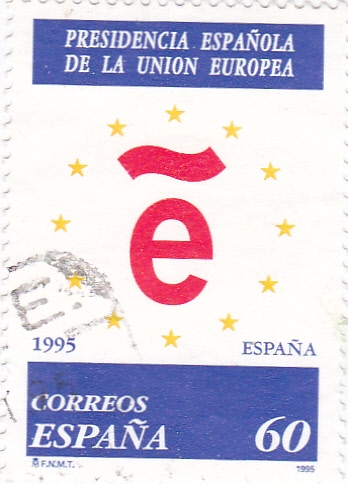 PRESIDENCIA ESPAÑOLA
DE LA UNION EUROPEA
ẽ
1995 ESPAÑA
CORREOS
ESPAÑA 60
F.N.M.T. 1995